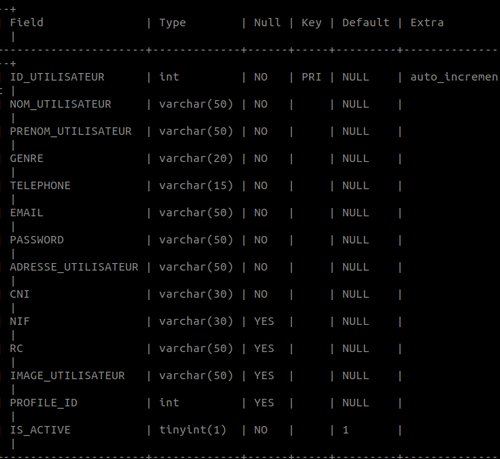 --+
| Field | Type | Null | Key | Default | Extra
|
--------------------+-------------+------+-----+---------+--------------
--+
| ID_UTILISATEUR | int | NO | PRI | NULL | auto_incremen
t |
| NOM_UTILISATEUR | varchar(50) | NO | | NULL |
|
| PRENOM_UTILISATEUR | varchar(50) | NO | | NULL |
|
| GENRE | varchar(20) | NO | | NULL |
|
| TELEPHONE | varchar(15) | NO | | NULL |
|
| EMAIL | varchar(50) | NO | | NULL |
|
| PASSWORD | varchar(50) | NO | | NULL |
|
| ADRESSE_UTILISATEUR | varchar(50) | NO | | NULL |
|
| CNI | varchar(30) | NO | | NULL |
|
| NIF | varchar(30) | YES | | NULL |
|
| RC | varchar(50) | YES | | NULL |
|
| IMAGE_UTILISATEUR | varchar(50) | YES | | NULL |
|
| PROFILE_ID | int | YES | | NULL |
|
| IS_ACTIVE | tinyint(1) | NO | | 1 |
|
--------------------+-------------+------+-----+---------+--------------